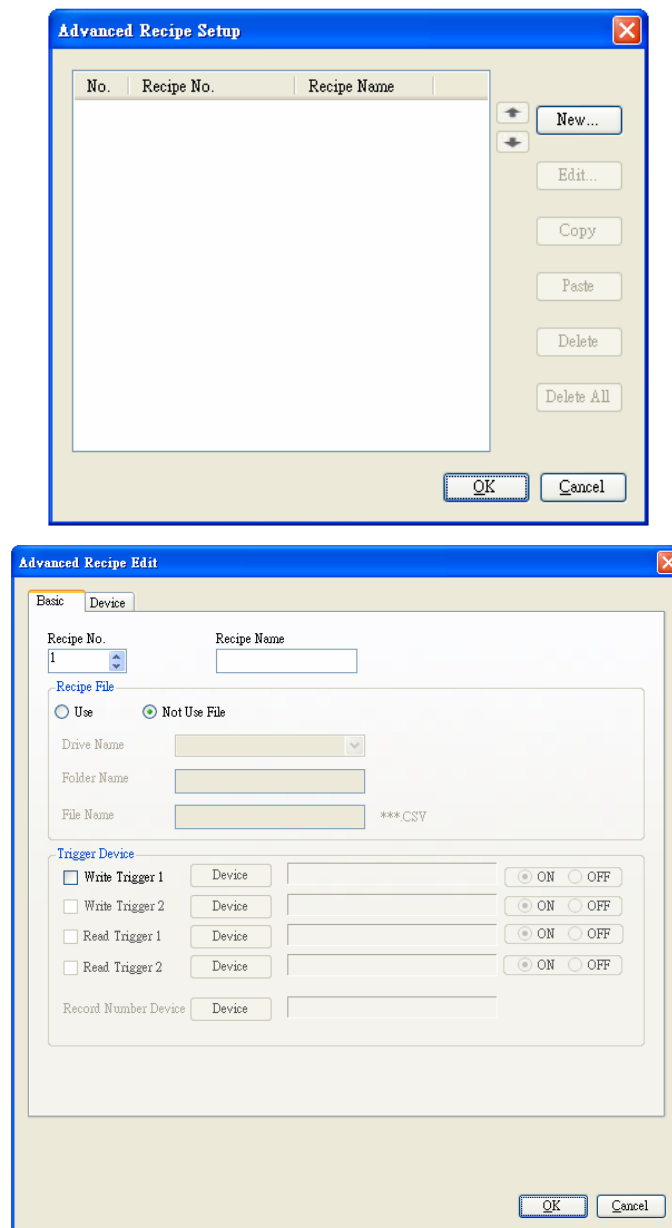 Advanced Recipe Setup
No. Recipe No. Recipe Name
New...
Edit...
Copy
Paste
Delete
Delete All
OK Cancel
Advanced Recipe Edit
Basic Device
Recipe No. Recipe Name
1
Recipe File
Use Not Use File
Drive Name
Folder Name
File Name ***.CSV
Trigger Device
Write Trigger 1 Device ON OFF
Write Trigger 2 Device ON OFF
Read Trigger 1 Device ON OFF
Read Trigger 2 Device ON OFF
Record Number Device Device
OK Cancel